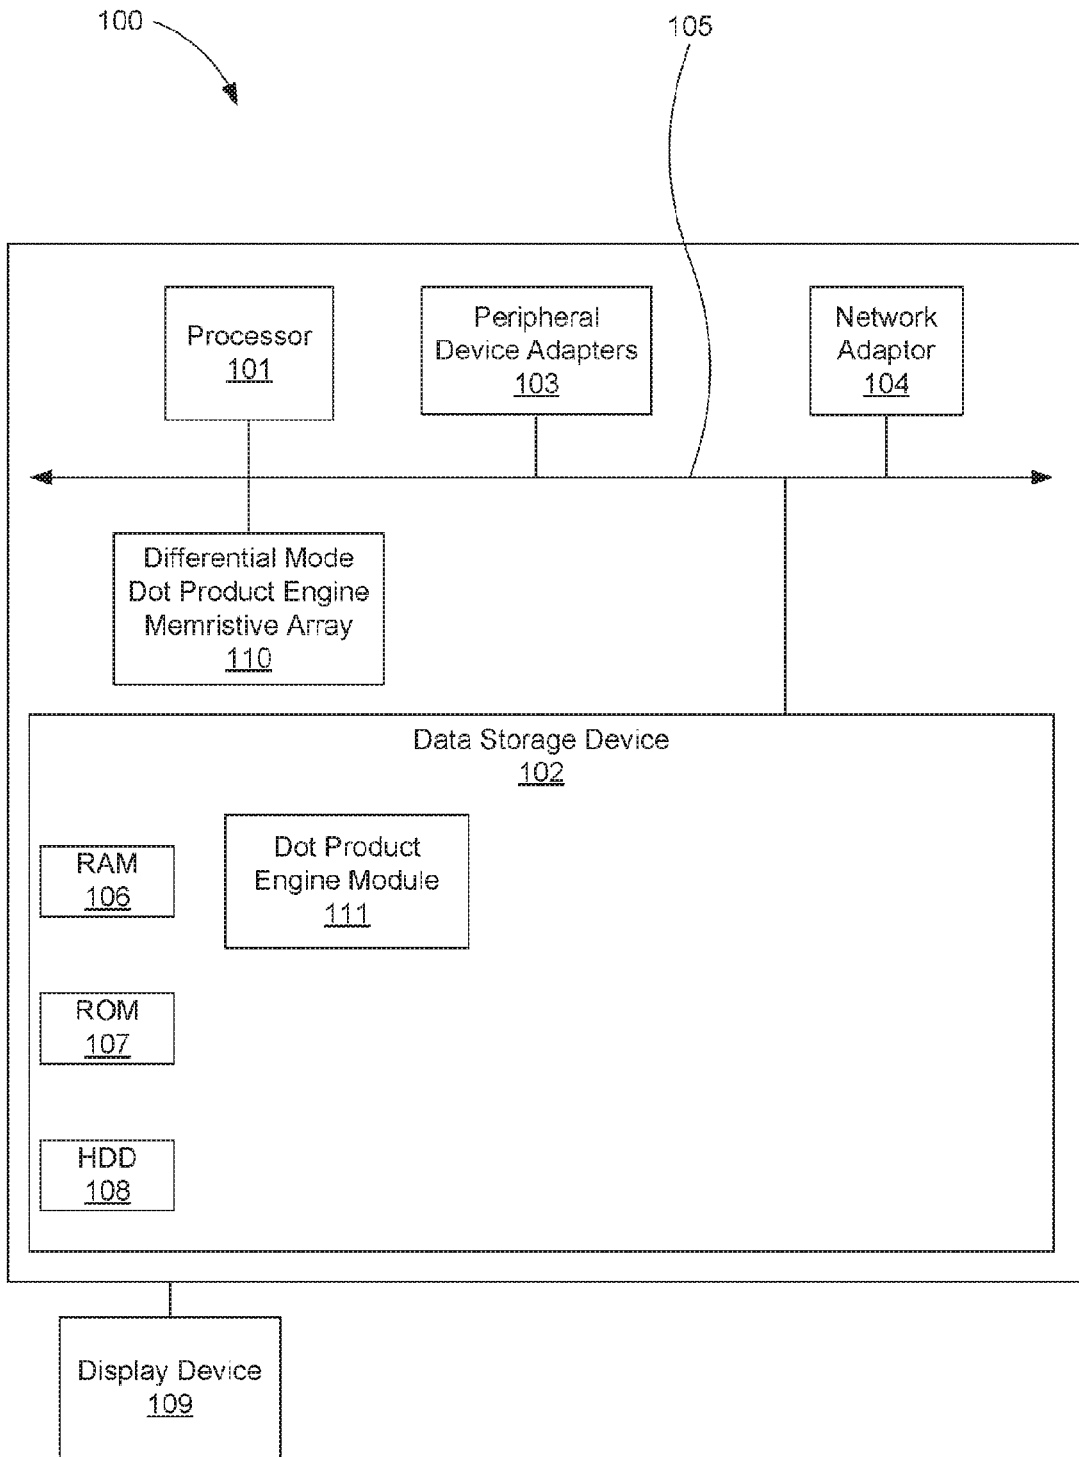 100
105
Processor
101
Peripheral
Device Adapters
103
Network
Adaptor
104
Differential Mode
Dot Product Engine
Memristive Array
110
Data Storage Device
102
Dot Product
Engine Module
111
RAM
106
ROM
107
HDD
108
Display Device
109